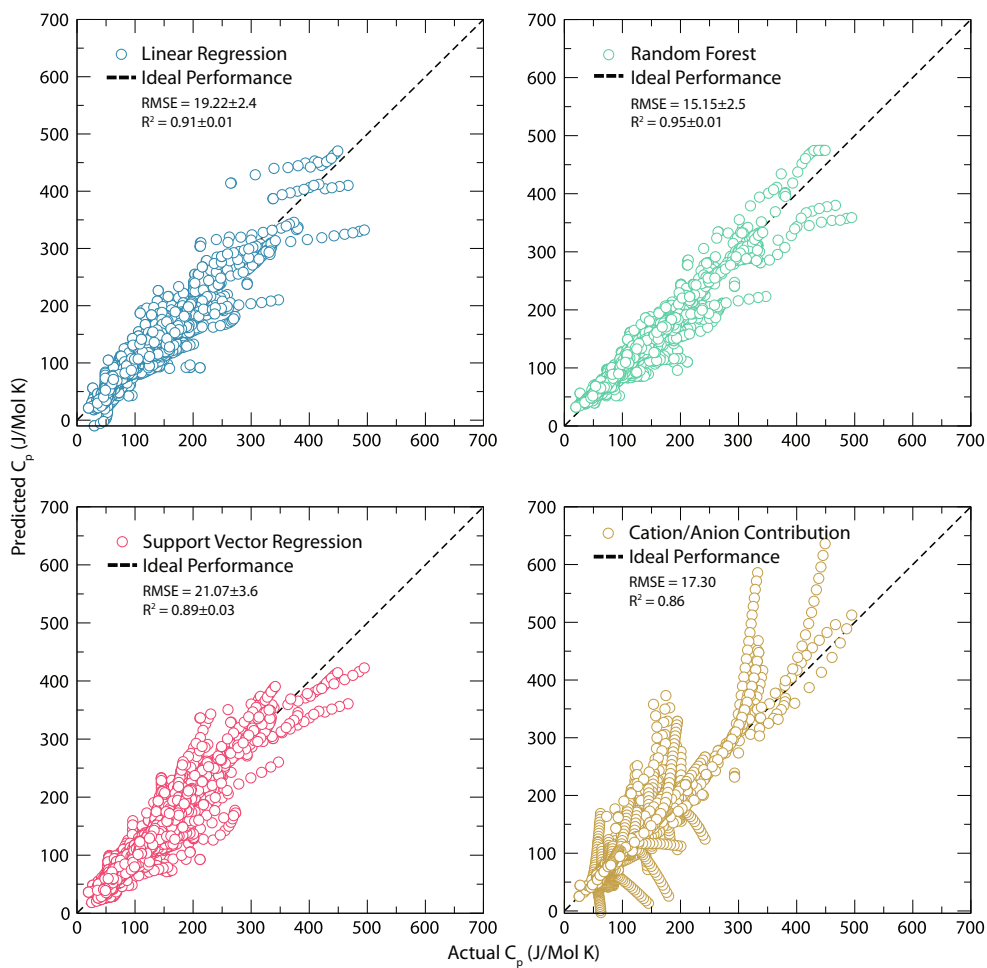 Predicted Cp (J/Mol K)
700
600
500
400
300
200
100
0
Linear Regression
Ideal Performance
RMSE = 19.22±2.4
R² = 0.91±0.01
0 100 200 300 400 500 600 700
700
600
500
400
300
200
100
0
Random Forest
Ideal Performance
RMSE = 15.15±2.5
R² = 0.95±0.01
0 100 200 300 400 500 600 700
700
600
500
400
300
200
100
0
Support Vector Regression
Ideal Performance
RMSE = 21.07±3.6
R² = 0.89±0.03
0 100 200 300 400 500 600 700
700
600
500
400
300
200
100
0
Cation/Anion Contribution
Ideal Performance
RMSE = 17.30
R² = 0.86
0 100 200 300 400 500 600 700
Actual Cp (J/Mol K)